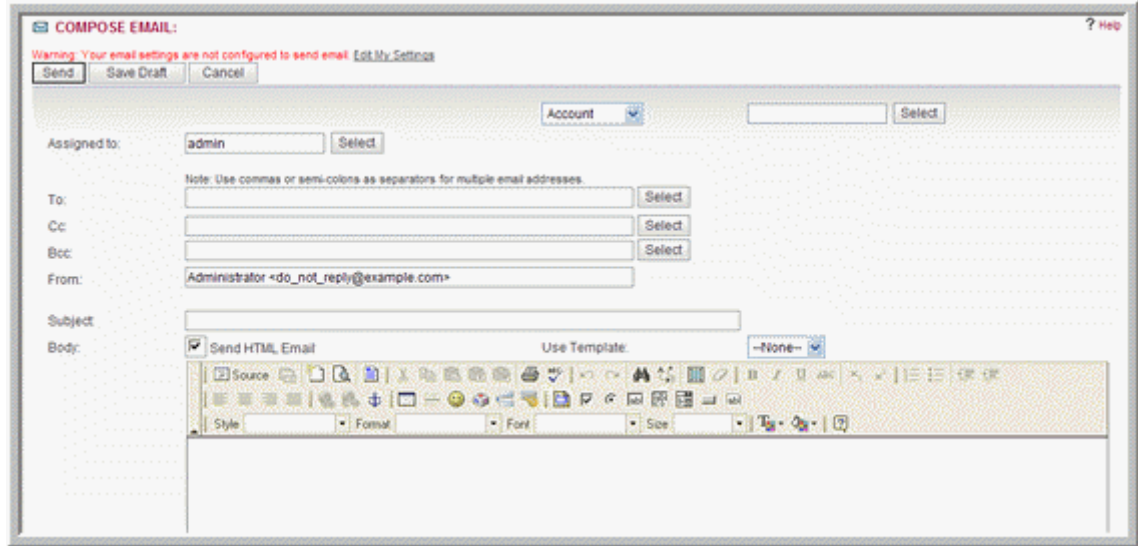 COMPOSE EMAIL:
? Help
Warning: Your email settings are not configured to send email. Edit My Settings
Send Save Draft Cancel
Account Select
Assigned to: admin Select
Note: Use commas or semi-colons as separators for multiple email addresses.
To: Select
Cc: Select
Bcc: Select
From: Administrator <do_not_reply@example.com>
Subject:
Body: Send HTML Email Use Template: --None--
Source B I U ABC
Style Format Font Size